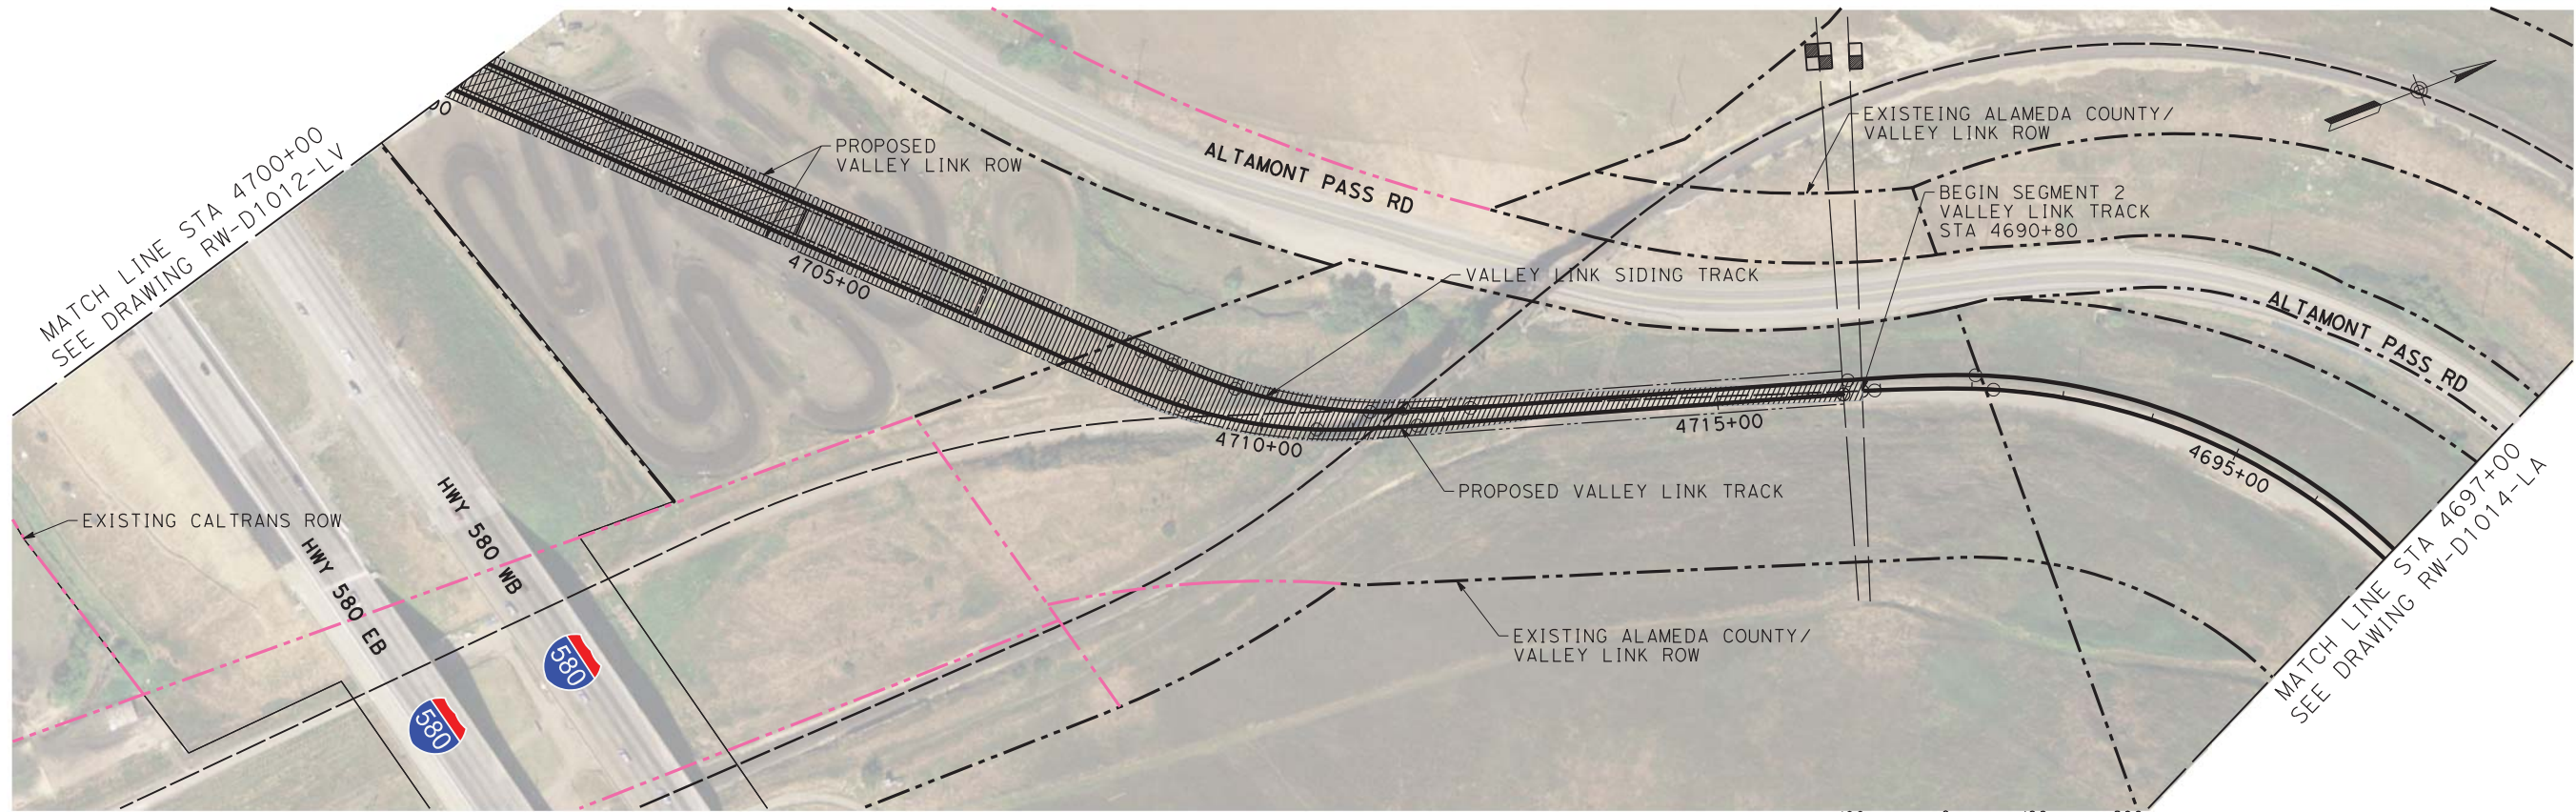 MATCH LINE STA 4700+00
SEE DRAWING RW-D1012-LV
PROPOSED
VALLEY LINK ROW
4705+00
ALTAMONT PASS RD
EXISTEING ALAMEDA COUNTY/
VALLEY LINK ROW
BEGIN SEGMENT 2
VALLEY LINK TRACK
STA 4690+80
VALLEY LINK SIDING TRACK
ALTAMONT PASS RD
4710+00
4715+00
4695+00
PROPOSED VALLEY LINK TRACK
EXISTING CALTRANS ROW
HWY 580 WB
HWY 580 EB
580
580
EXISTING ALAMEDA COUNTY/
VALLEY LINK ROW
MATCH LINE STA 4697+00
SEE DRAWING RW-D1014-LA